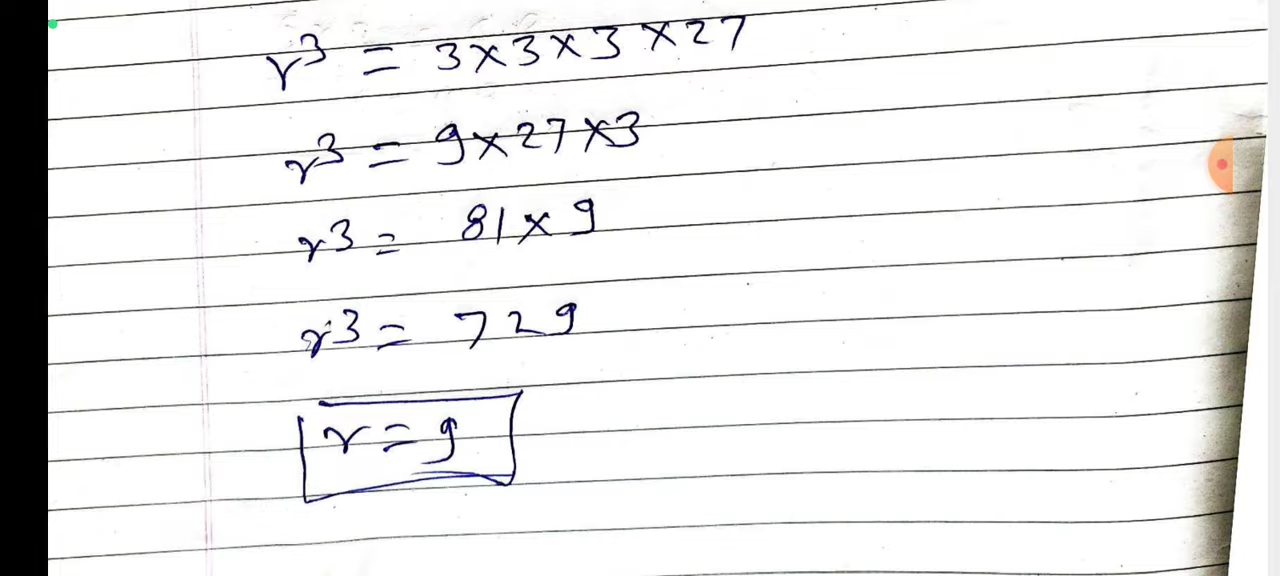 r³ = 3×3×3×27
r³ = 9×27×3
r³ = 81×9
r³ = 729
r = 9